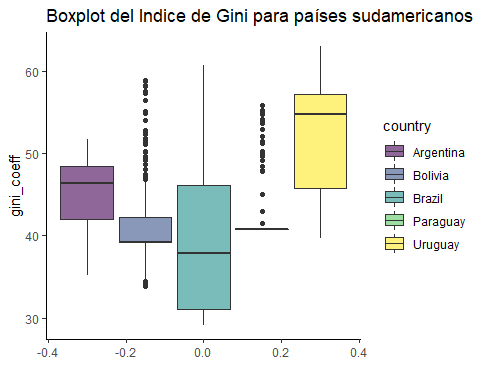 Boxplot del Indice de Gini para países sudamericanos
gini_coeff
60
50
40
30
-0.4
-0.2
0.0
0.2
0.4
country
Argentina
Bolivia
Brazil
Paraguay
Uruguay